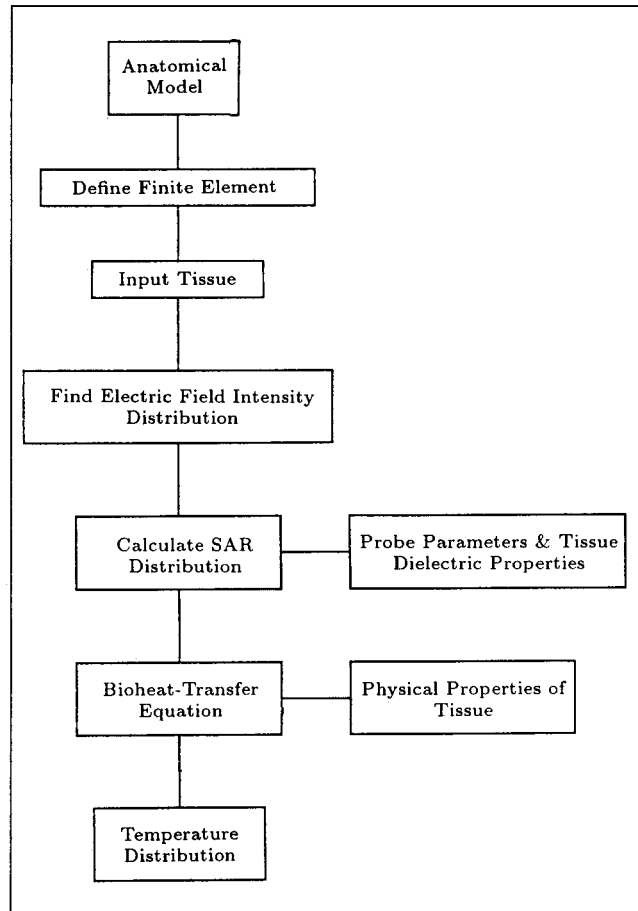 Anatomical
Model
Define Finite Element
Input Tissue
Find Electric Field Intensity
Distribution
Calculate SAR
Distribution
Probe Parameters & Tissue
Dielectric Properties
Bioheat-Transfer
Equation
Physical Properties of
Tissue
Temperature
Distribution